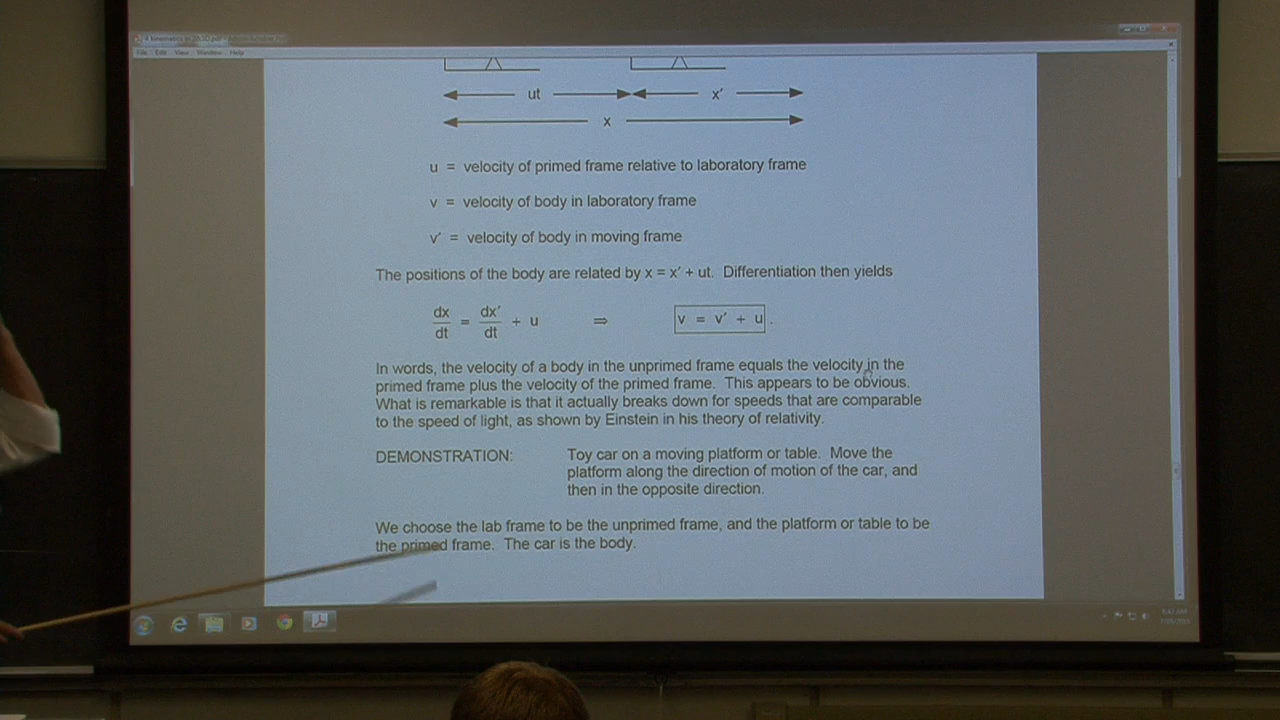 File Edit View Window Help
ut
x′
x
u = velocity of primed frame relative to laboratory frame
v = velocity of body in laboratory frame
v′ = velocity of body in moving frame
The positions of the body are related by x = x′ + ut. Differentiation then yields
dx/dt = dx′/dt + u ⇒ v = v′ + u .
In words, the velocity of a body in the unprimed frame equals the velocity in the
primed frame plus the velocity of the primed frame. This appears to be obvious.
What is remarkable is that it actually breaks down for speeds that are comparable
to the speed of light, as shown by Einstein in his theory of relativity.
DEMONSTRATION: Toy car on a moving platform or table. Move the
platform along the direction of motion of the car, and
then in the opposite direction.
We choose the lab frame to be the unprimed frame, and the platform or table to be
the primed frame. The car is the body.